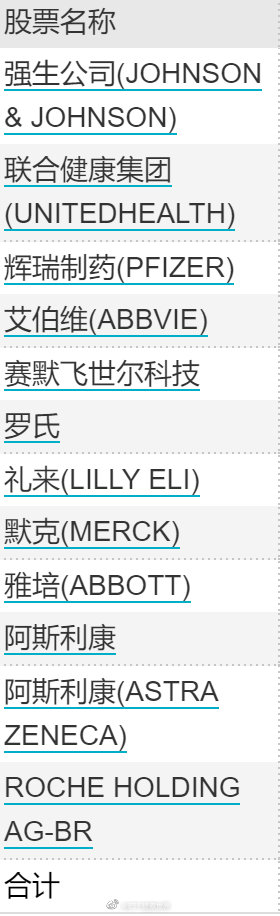 股票名称
强生公司(JOHNSON
& JOHNSON)
联合健康集团
(UNITEDHEALTH)
辉瑞制药(PFIZER)
艾伯维(ABBVIE)
赛默飞世尔科技
罗氏
礼来(LILLY ELI)
默克(MERCK)
雅培(ABBOTT)
阿斯利康
阿斯利康(ASTRA
ZENECA)
ROCHE HOLDING
AG-BR
合计